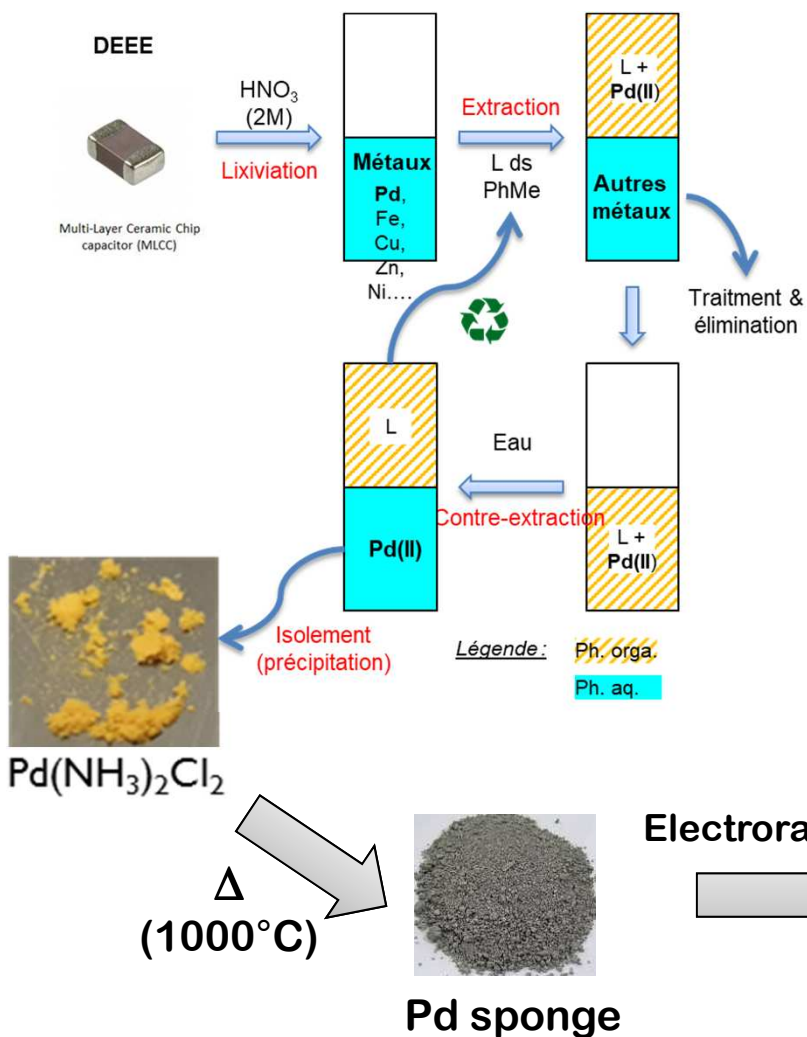 DEEE
HNO₃
(2M)
Lixiviation
Multi-Layer Ceramic Chip
capacitor (MLCC)
Métaux
Pd,
Fe,
Cu,
Zn,
Ni....
Extraction
L ds
PhMe
L +
Pd(II)
Autres
métaux
Traitment &
élimination
L
Pd(II)
Eau
Contre-extraction
L +
Pd(II)
Isolement
(précipitation)
Légende :
Ph. orga.
Ph. aq.
Pd(NH₃)₂Cl₂
Δ
(1000°C)
Pd sponge
Electrora